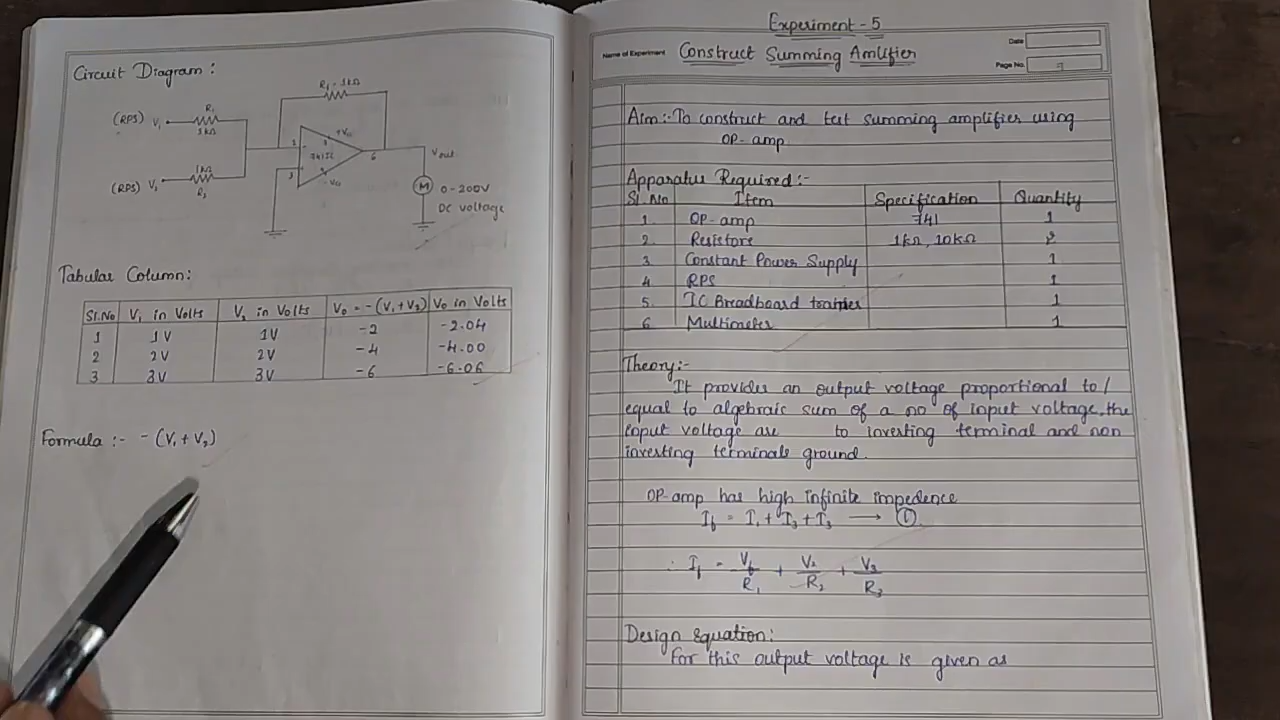 Circuit Diagram:
Rf = 1kΩ
(RPS) V₁
R₁
1kΩ
+Vcc
741IC
6
Vout
3
(RPS) V₂
1kΩ
R₂
M 0-200V
DC voltage
Tabular Column:
Sl.No V₁ in Volts V₂ in Volts V₀ = -(V₁+V₂) V₀ in Volts
1 1V 1V -2 -2.04
2 2V 2V -4 -4.00
3 3V 3V -6 -6.06
Formula :- -(V₁+V₂)
Experiment - 5
Name of Experiment Construct Summing Amlifier
Date
Page No.
Aim:- To construct and test summing amplifier using
OP-amp
Apparatus Required:-
Sl.No Item Specification Quantity
1. OP-amp 741 1
2. Resistors 1kΩ, 10kΩ 2
3 Constant Power Supply 1
4 RPS 1
5. IC Breadboard 1
6. Multimeter 1
Theory:-
It provides an output voltage proportional to/
equal to algebraic sum of a no of input voltage, the
input voltage are to inversting terminal and non
inversting terminals ground.
OP-amp has high Infinite impedence
If = I₁ + I₂ + I₃ → ①
∴ If = V₁/R₁ + V₂/R₂ + V₃/R₃
Design equation:
For this output voltage is given as